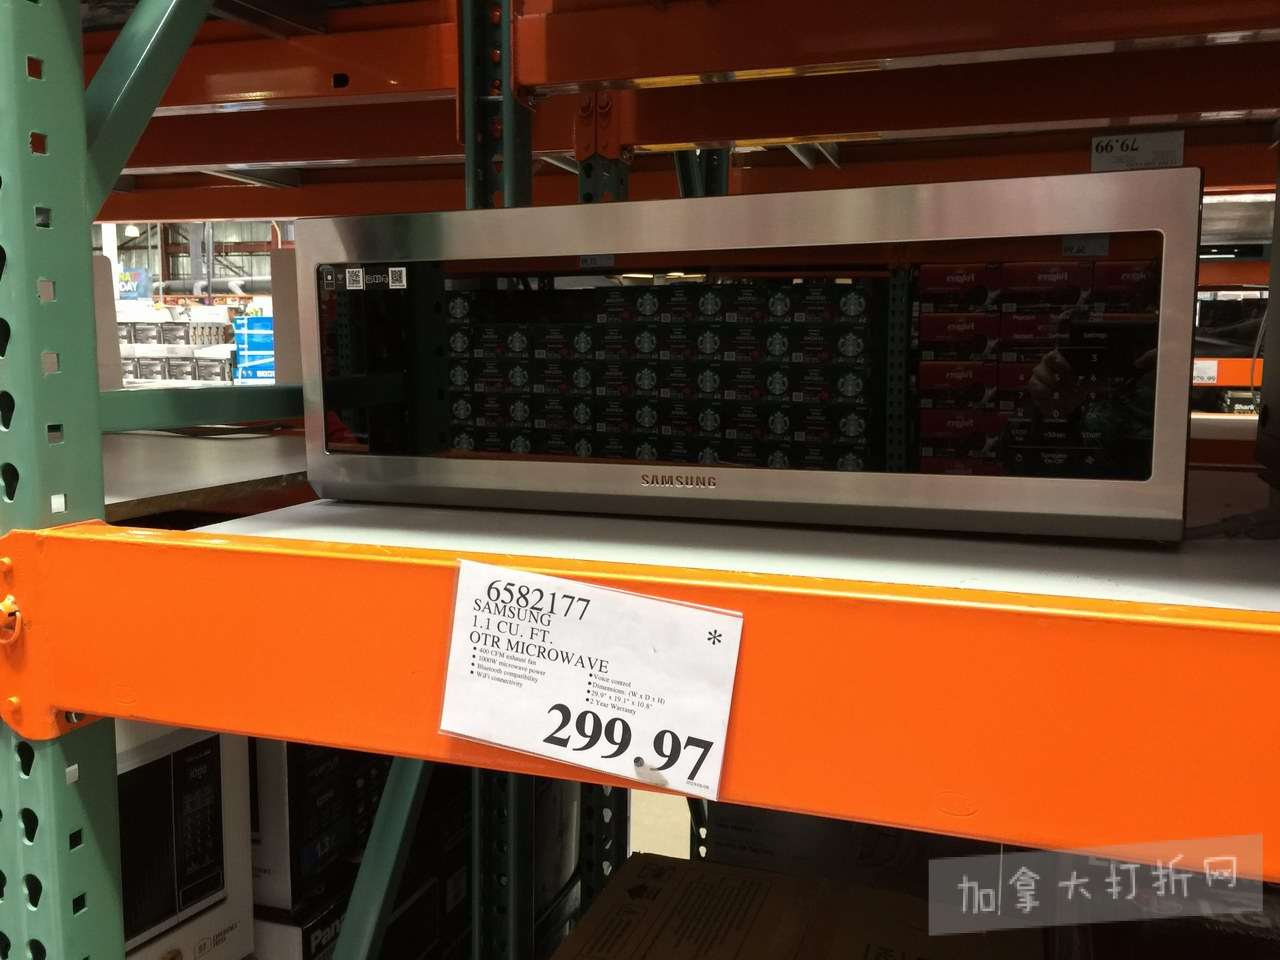 79.99
SAMSUNG
6582177
SAMSUNG
1.1 CU. FT.
OTR MICROWAVE
*
• 400 CFM exhaust fan
• 1000W microwave power
• Bluetooth compatibility
• WiFi connectivity
• Voice control
• Dimensions: (W x D x H)
• 29.9" x 19.1" x 10.8"
• 2 Year Warranty
299.97
Shark
加拿大打折网